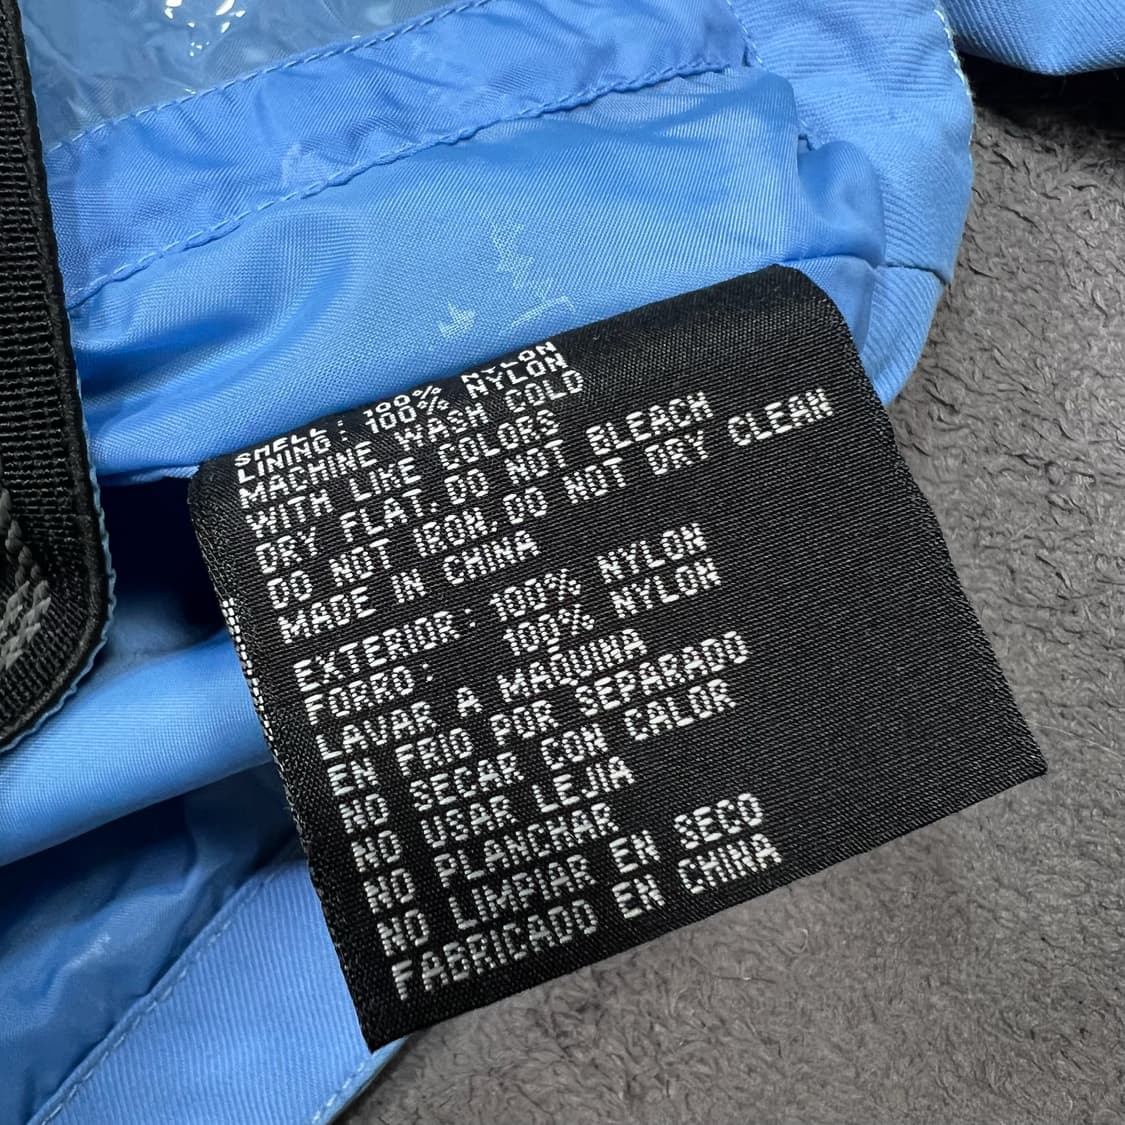 SHELL: 100% NYLON
LINING: 100% NYLON
MACHINE WASH COLD
WITH LIKE COLORS
DRY FLAT. DO NOT BLEACH
DO NOT IRON. DO NOT DRY CLEAN
MADE IN CHINA
EXTERIOR: 100% NYLON
FORRO: 100% NYLON
LAVAR A MAQUINA
EN FRIO POR SEPARADO
NO SECAR CON CALOR
NO USAR LEJIA
NO PLANCHAR
NO LIMPIAR EN SECO
FABRICADO EN CHINA